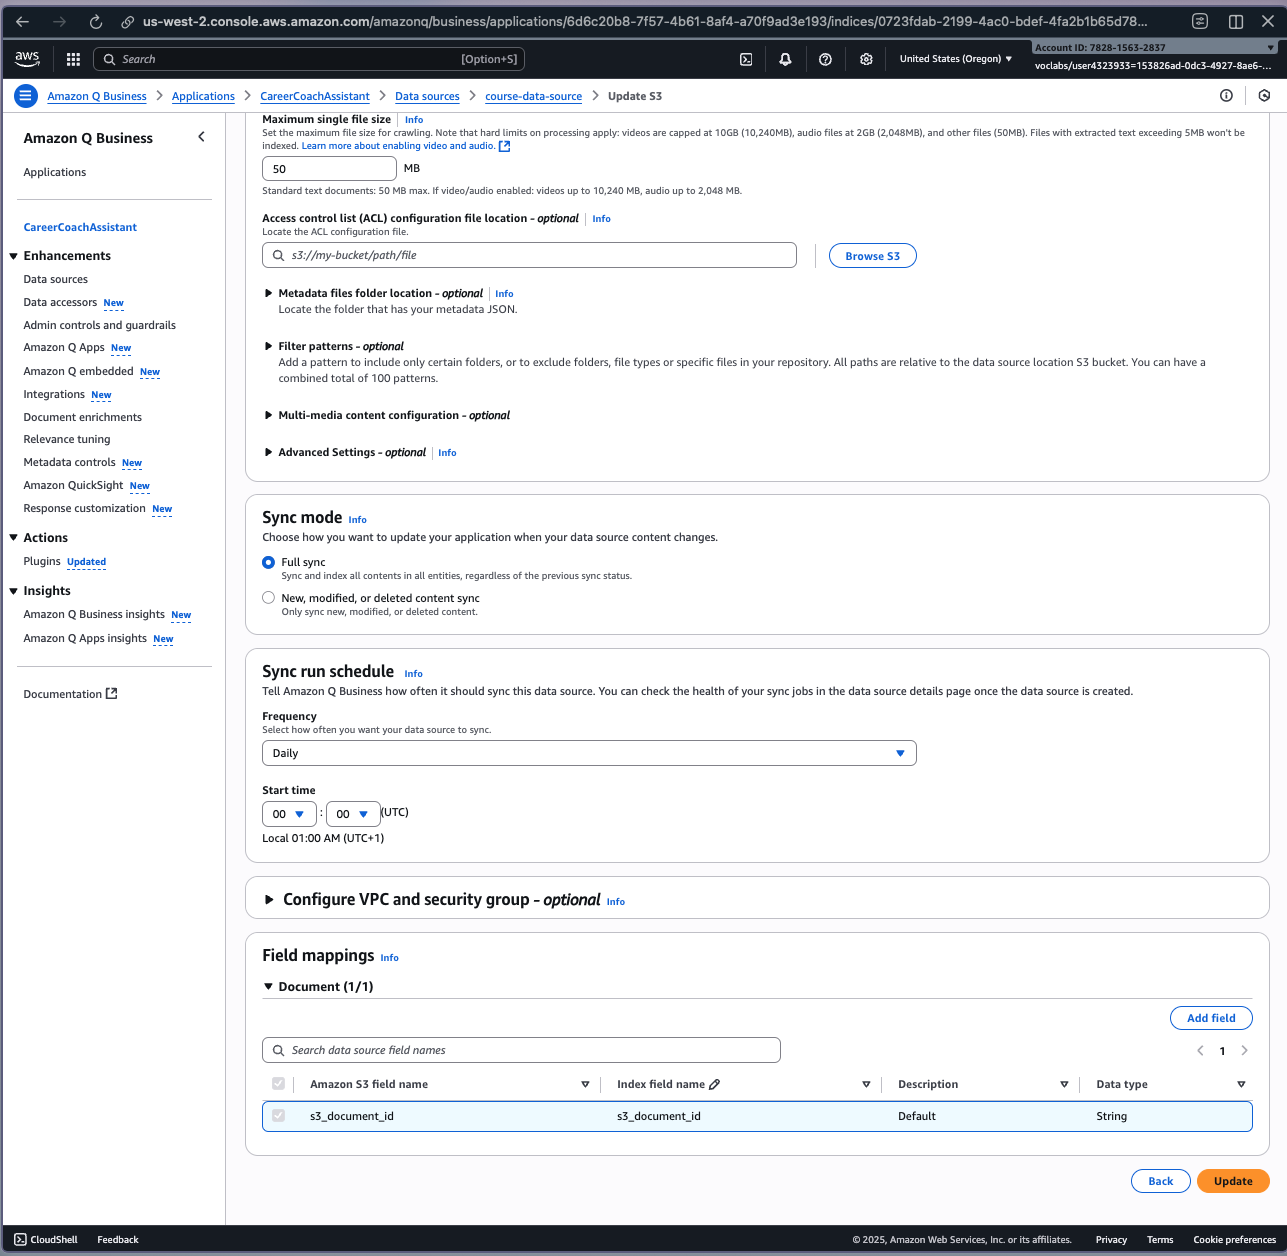 us-west-2.console.aws.amazon.com/amazonq/business/applications/6d6c20b8-7f57-4b61-8af4-a70f9ad3e193/indices/0723fdab-2199-4ac0-bdef-4fa2b1b65d78...
aws
Search
[Option+S]
United States (Oregon)
Account ID: 7828-1563-2837
voclabs/user4323933=153826ad-0dc3-4927-8ae6-...
Amazon Q Business
Applications
CareerCoachAssistant
Data sources
course-data-source
Update S3
Amazon Q Business
Applications
CareerCoachAssistant
Enhancements
Data sources
Data accessors New
Admin controls and guardrails
Amazon Q Apps New
Amazon Q embedded New
Integrations New
Document enrichments
Relevance tuning
Metadata controls New
Amazon QuickSight New
Response customization New
Actions
Plugins Updated
Insights
Amazon Q Business insights New
Amazon Q Apps insights New
Documentation
Maximum single file size Info
Set the maximum file size for crawling. Note that hard limits on processing apply: videos are capped at 10GB (10,240MB), audio files at 2GB (2,048MB), and other files (50MB). Files with extracted text exceeding 5MB won't be
indexed. Learn more about enabling video and audio.
50 MB
Standard text documents: 50 MB max. If video/audio enabled: videos up to 10,240 MB, audio up to 2,048 MB.
Access control list (ACL) configuration file location - optional Info
Locate the ACL configuration file.
s3://my-bucket/path/file
Browse S3
Metadata files folder location - optional Info
Locate the folder that has your metadata JSON.
Filter patterns - optional
Add a pattern to include only certain folders, or to exclude folders, file types or specific files in your repository. All paths are relative to the data source location S3 bucket. You can have a
combined total of 100 patterns.
Multi-media content configuration - optional
Advanced Settings - optional Info
Sync mode Info
Choose how you want to update your application when your data source content changes.
Full sync
Sync and index all contents in all entities, regardless of the previous sync status.
New, modified, or deleted content sync
Only sync new, modified, or deleted content.
Sync run schedule Info
Tell Amazon Q Business how often it should sync this data source. You can check the health of your sync jobs in the data source details page once the data source is created.
Frequency
Select how often you want your data source to sync.
Daily
Start time
00 : 00 (UTC)
Local 01:00 AM (UTC+1)
Configure VPC and security group - optional Info
Field mappings Info
Document (1/1)
Add field
Search data source field names
1
Amazon S3 field name Index field name Description Data type
s3_document_id s3_document_id Default String
Back
Update
CloudShell
Feedback
© 2025, Amazon Web Services, Inc. or its affiliates.
Privacy
Terms
Cookie preferences